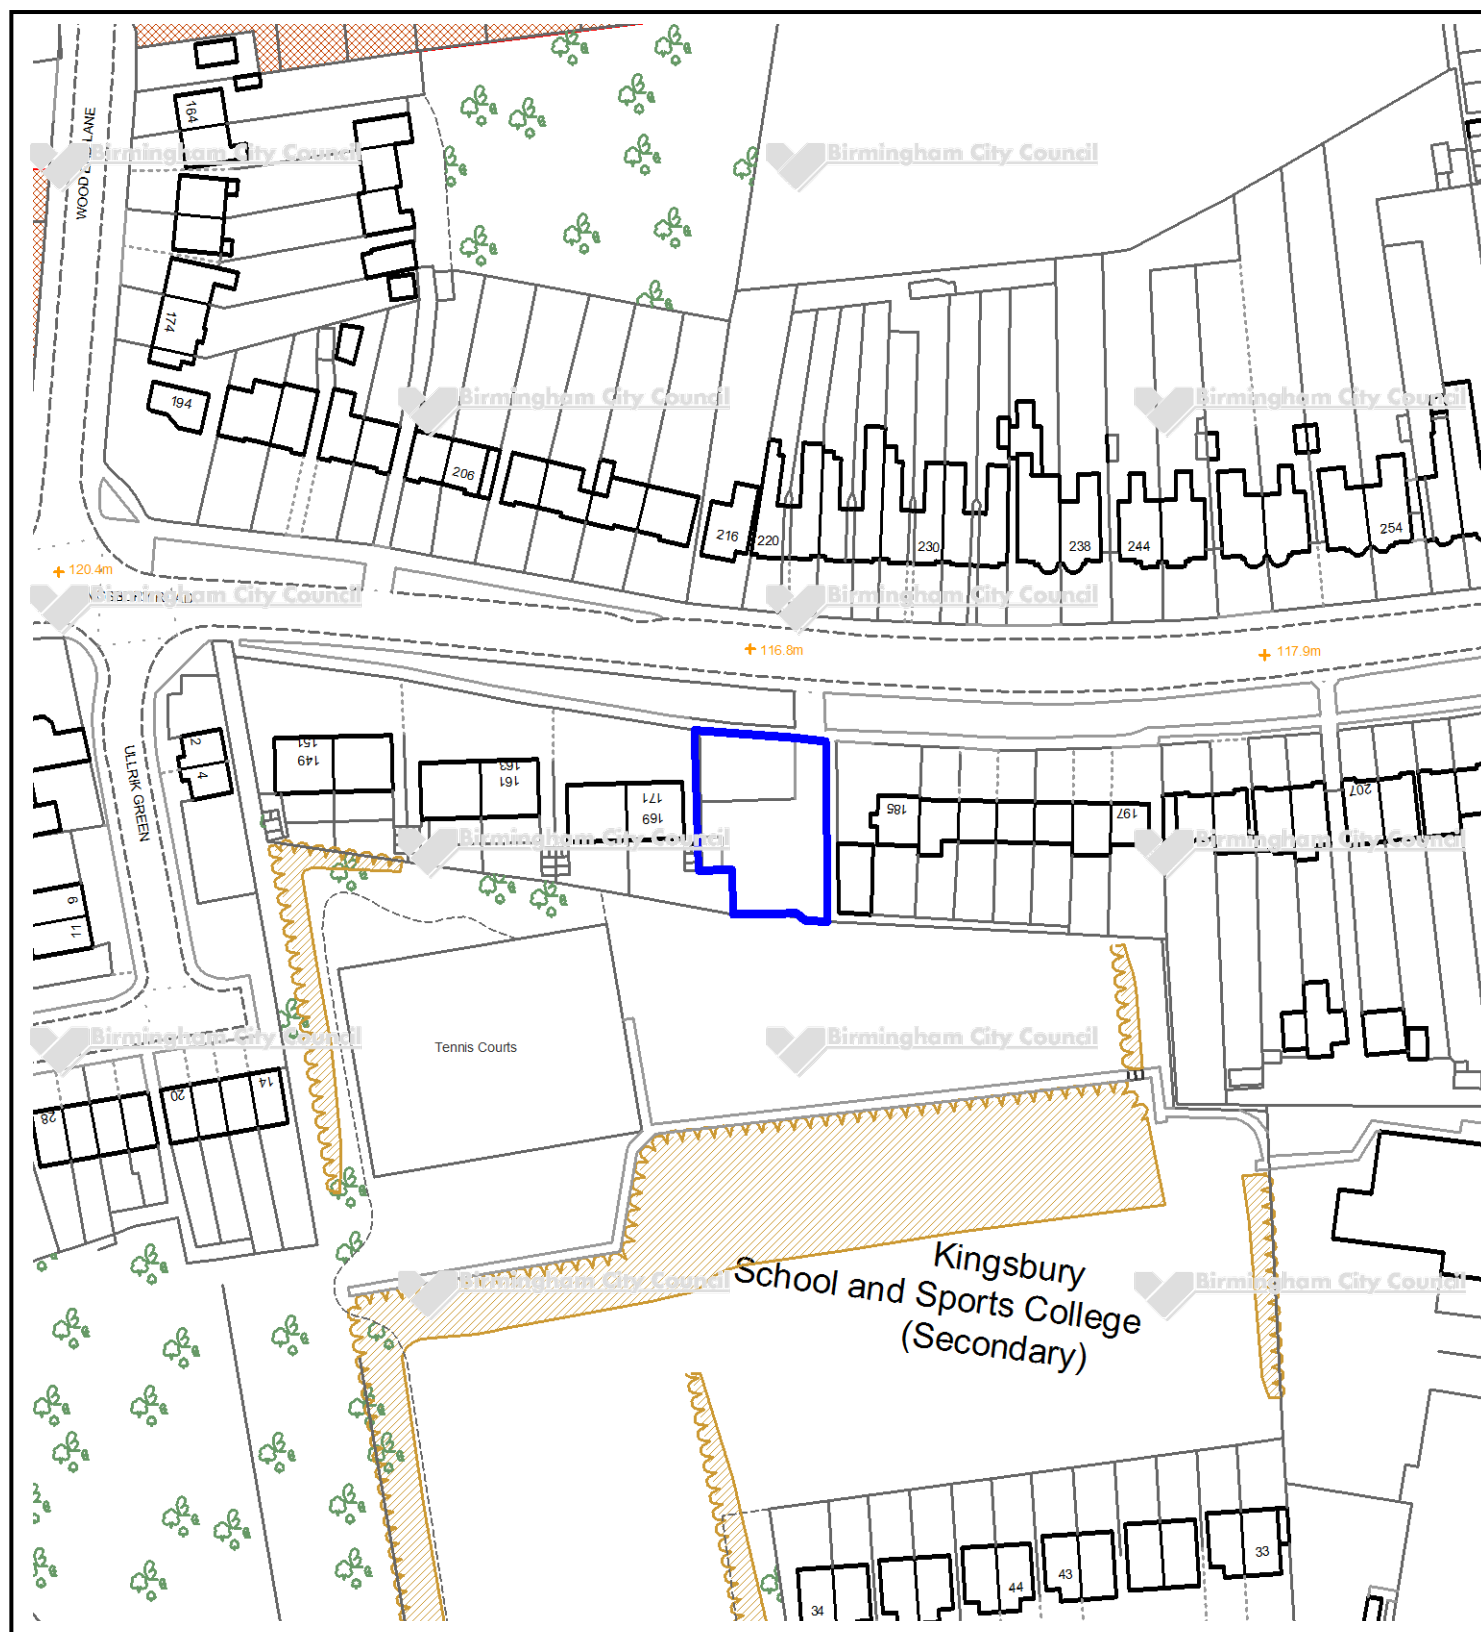 164
WOOD
LANE
Birmingham City Council
Birmingham City Council
174
194
Birmingham City Council
Birmingham City Council
206
216
220
230
238
244
254
120.4m
Birmingham City Council
Birmingham City Council
116.8m
117.9m
2
4
ULLRIK GREEN
151
149
163
161
171
169
185
197
207
Birmingham City Council
Birmingham City Council
6
11
Birmingham City Council
Birmingham City Council
Tennis Courts
28
20
14
Kingsbury
School and Sports College
(Secondary)
Birmingham City Council
Birmingham City Council
34
44
43
33